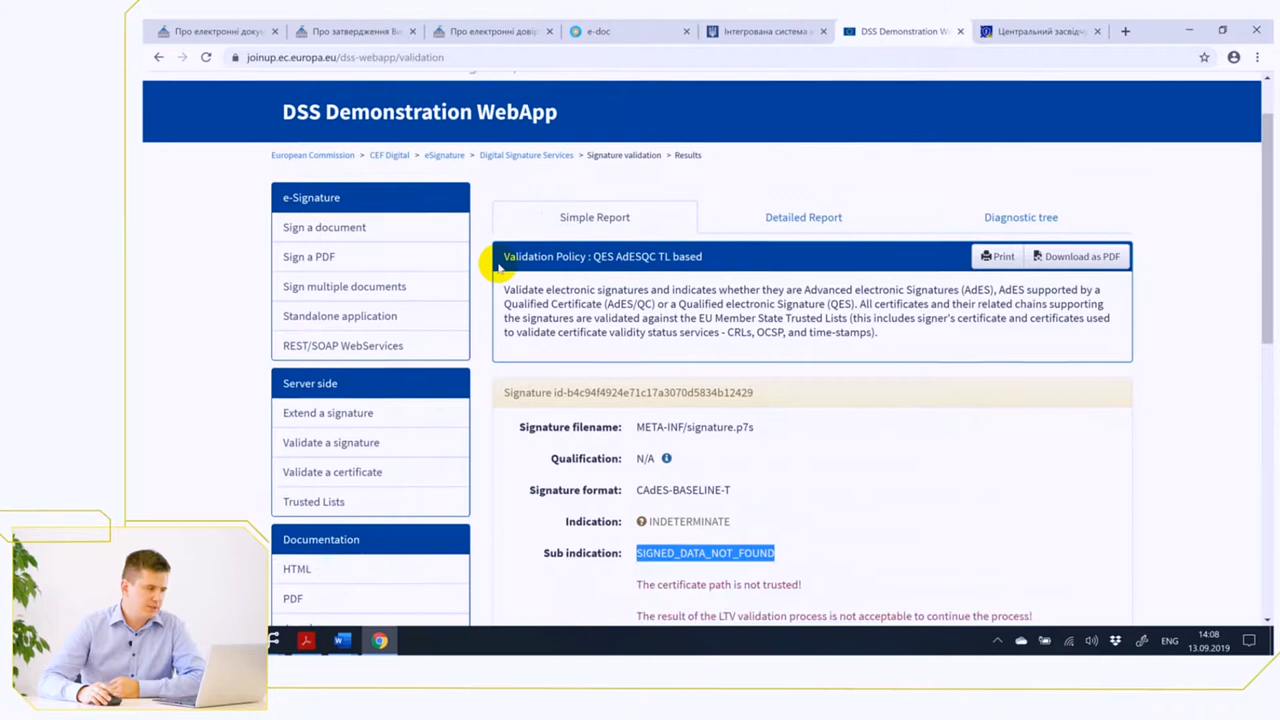 Про електронні доку
Про затвердження Ви
Про електронні довір
e-doc
Інтегрована система
DSS Demonstration W
Центральний засвідч
joinup.ec.europa.eu/dss-webapp/validation
DSS Demonstration WebApp
European Commission > CEF Digital > eSignature > Digital Signature Services > Signature validation > Results
e-Signature
Sign a document
Sign a PDF
Sign multiple documents
Standalone application
REST/SOAP WebServices
Server side
Extend a signature
Validate a signature
Validate a certificate
Trusted Lists
Documentation
HTML
PDF
Simple Report
Detailed Report
Diagnostic tree
Validation Policy : QES AdESQC TL based
Print
Download as PDF
Validate electronic signatures and indicates whether they are Advanced electronic Signatures (AdES), AdES supported by a
Qualified Certificate (AdES/QC) or a Qualified electronic Signature (QES). All certificates and their related chains supporting
the signatures are validated against the EU Member State Trusted Lists (this includes signer's certificate and certificates used
to validate certificate validity status services - CRLs, OCSP, and time-stamps).
Signature id-b4c94f4924e71c17a3070d5834b12429
Signature filename: META-INF/signature.p7s
Qualification: N/A
Signature format: CAdES-BASELINE-T
Indication: INDETERMINATE
Sub indication: SIGNED_DATA_NOT_FOUND
The certificate path is not trusted!
The result of the LTV validation process is not acceptable to continue the process!
ENG
14:08
13.09.2019